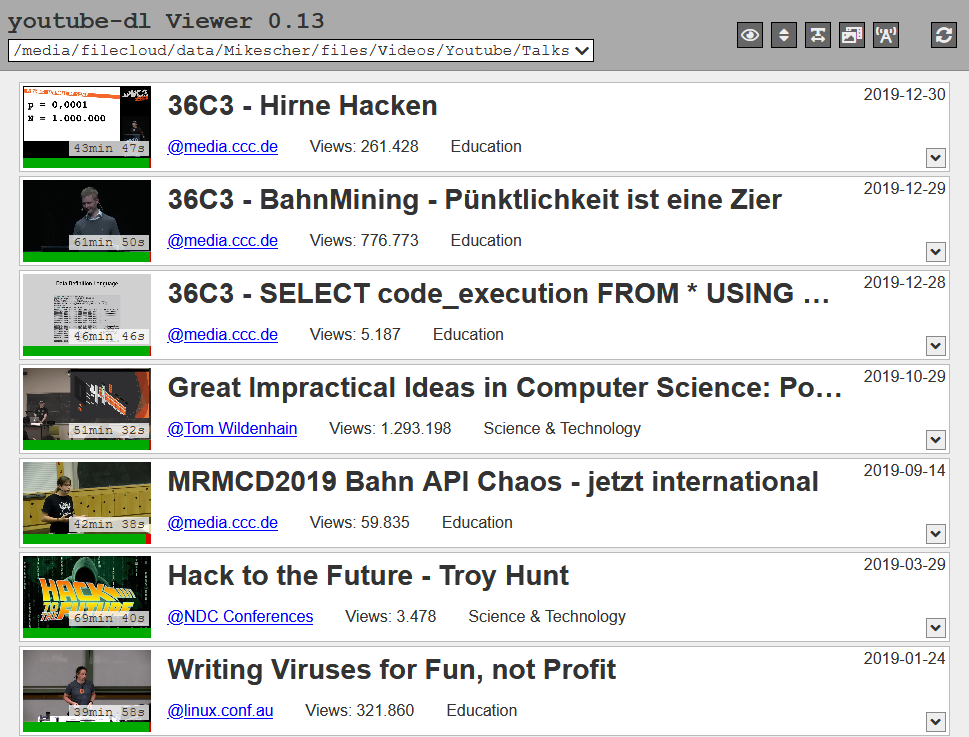 youtube-dl Viewer 0.13
/media/filecloud/data/Mikescher/files/Videos/Youtube/Talks
p = 0,0001
N = 1.000.000
43min 47s
36C3 - Hirne Hacken
2019-12-30
@media.ccc.de Views: 261.428 Education
61min 50s
36C3 - BahnMining - Pünktlichkeit ist eine Zier
2019-12-29
@media.ccc.de Views: 776.773 Education
Data Definition Language
46min 46s
36C3 - SELECT code_execution FROM * USING …
2019-12-28
@media.ccc.de Views: 5.187 Education
51min 32s
Great Impractical Ideas in Computer Science: Po…
2019-10-29
@Tom Wildenhain Views: 1.293.198 Science & Technology
42min 38s
MRMCD2019 Bahn API Chaos - jetzt international
2019-09-14
@media.ccc.de Views: 59.835 Education
HACK
TO THE
FUTURE
69min 40s
Hack to the Future - Troy Hunt
2019-03-29
@NDC Conferences Views: 3.478 Science & Technology
39min 58s
Writing Viruses for Fun, not Profit
2019-01-24
@linux.conf.au Views: 321.860 Education